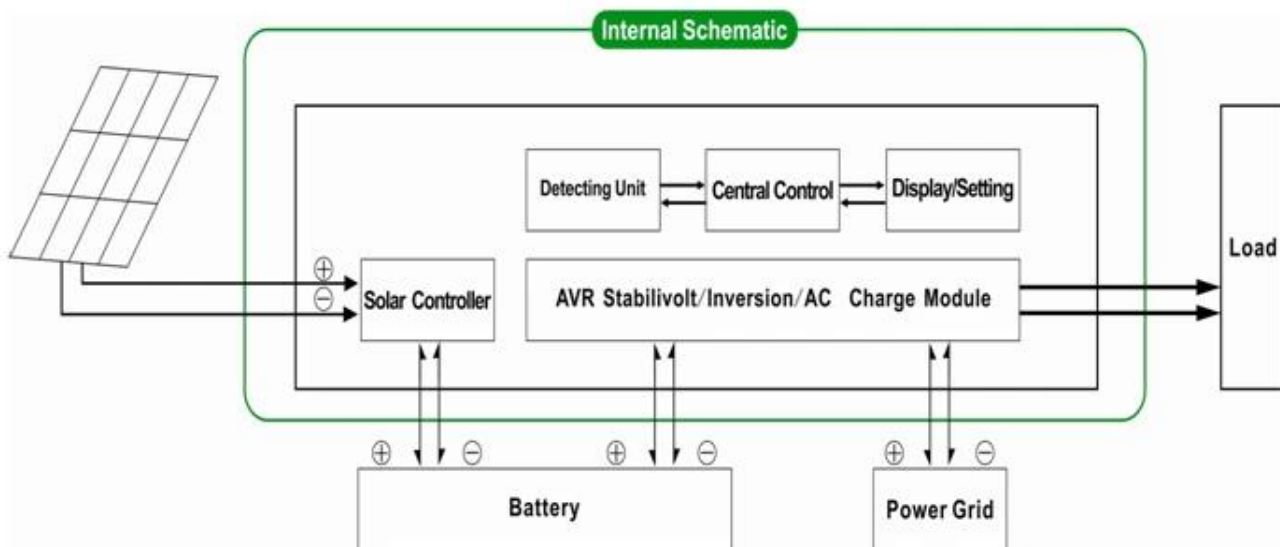 Internal Schematic
Detecting Unit
Central Control
Display/Setting
Load
⊕
⊖
Solar Controller
AVR Stabilivolt/Inversion/AC Charge Module
⊕ ⊖ ⊕ ⊖ ⊕ ⊖
Battery
Power Grid